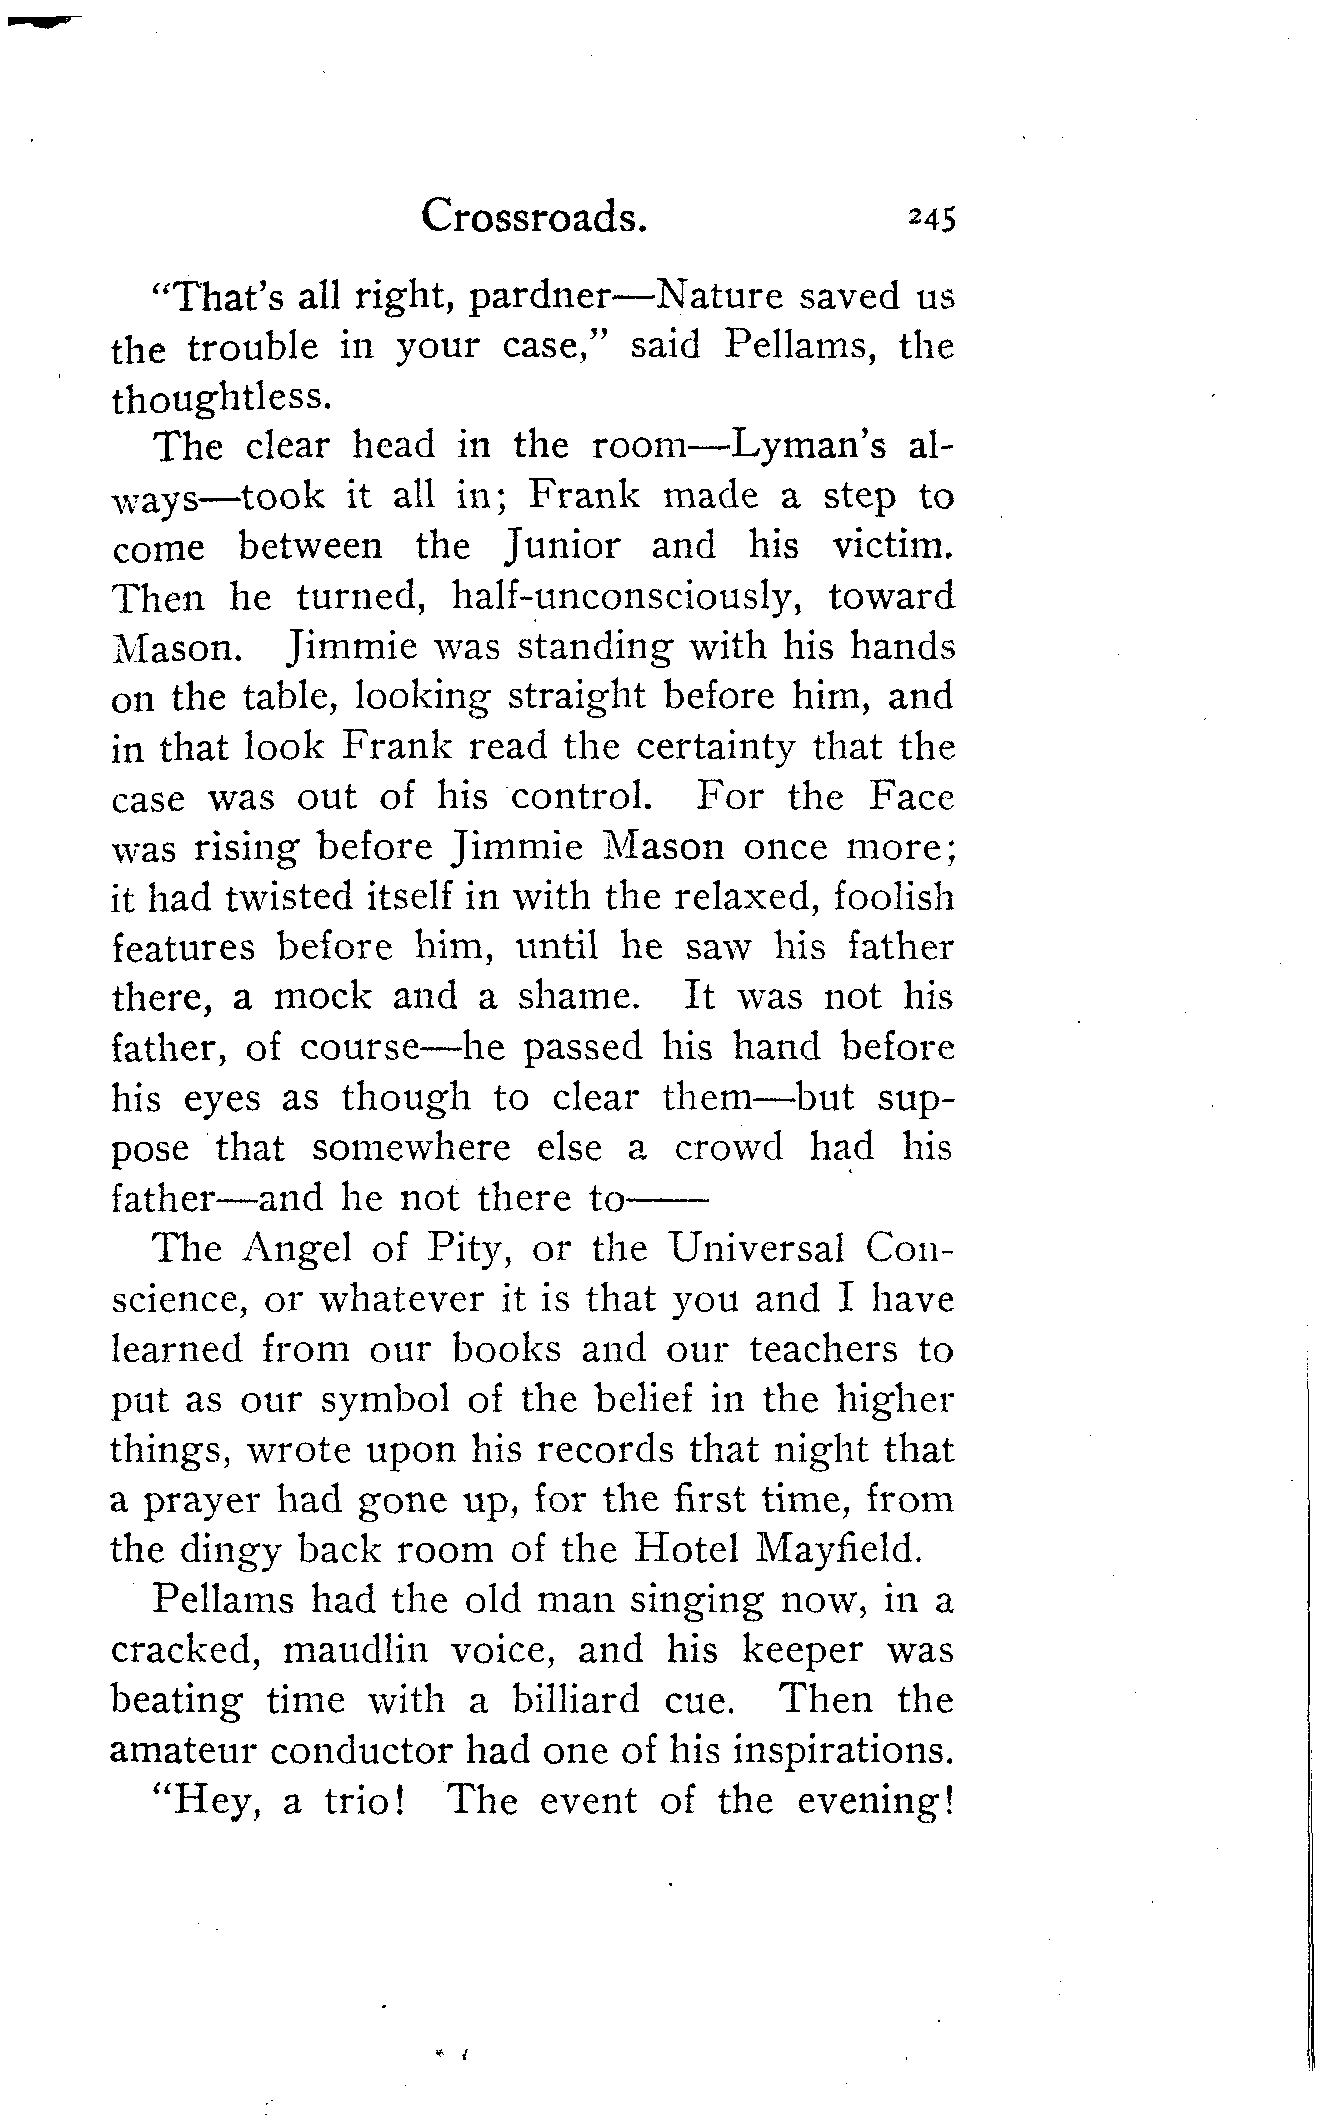 Crossroads. 245
“That’s all right, pardner—Nature saved us
the trouble in your case,” said Pellams, the
thoughtless.
The clear head in the room—Lyman’s al-
ways—took it all in; Frank made a step to
come between the Junior and his victim.
Then he turned, half-unconsciously, toward
Mason. Jimmie was standing with his hands
on the table, looking straight before him, and
in that look Frank read the certainty that the
case was out of his control. For the Face
was rising before Jimmie Mason once more;
it had twisted itself in with the relaxed, foolish
features before him, until he saw his father
there, a mock and a shame. It was not his
father, of course—he passed his hand before
his eyes as though to clear them—but sup-
pose that somewhere else a crowd had his
father—and he not there to——
The Angel of Pity, or the Universal Con-
science, or whatever it is that you and I have
learned from our books and our teachers to
put as our symbol of the belief in the higher
things, wrote upon his records that night that
a prayer had gone up, for the first time, from
the dingy back room of the Hotel Mayfield.
Pellams had the old man singing now, in a
cracked, maudlin voice, and his keeper was
beating time with a billiard cue. Then the
amateur conductor had one of his inspirations.
“Hey, a trio! The event of the evening!